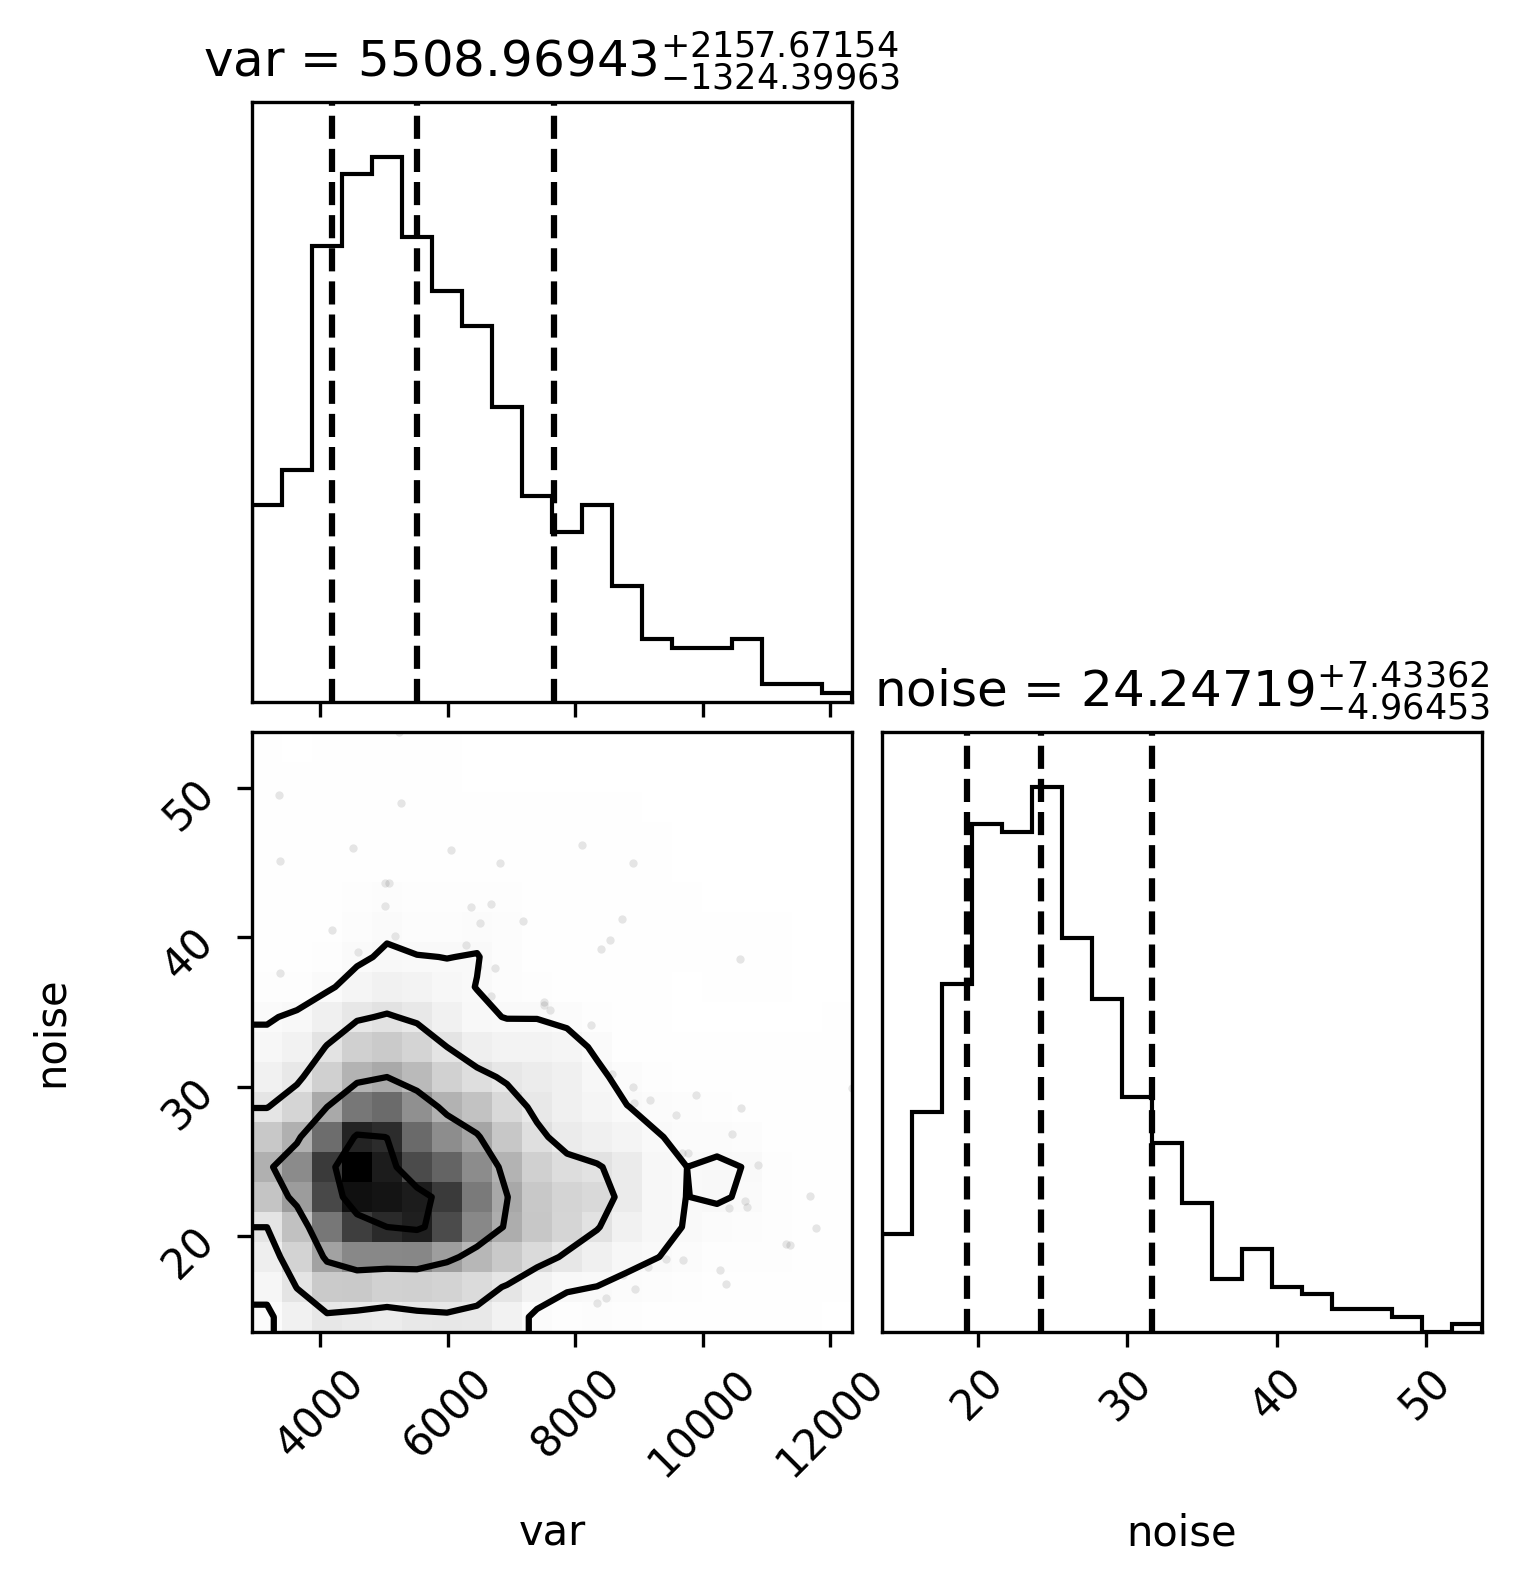 var = 5508.96943+2157.67154−1324.39963
noise = 24.24719+7.43362−4.96453
50
40
30
20
noise
4000 6000 8000 10000 12000
20 30 40 50
var
noise